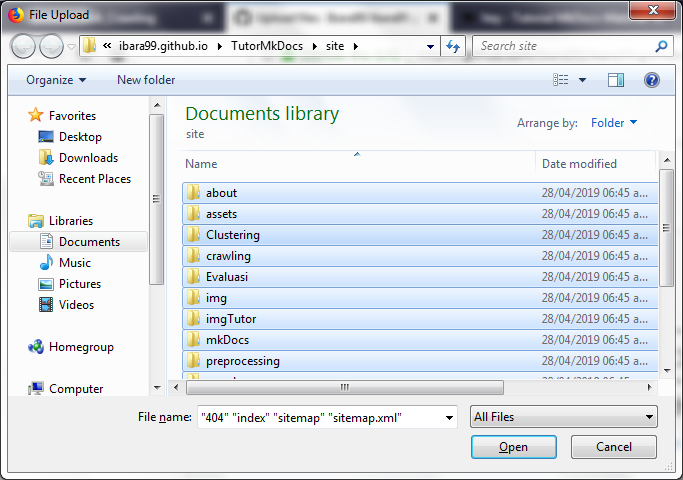 File Upload
« ibara99.github.io ▸ TutorMkDocs ▸ site ▸
Search site
Organize New folder
Favorites
Desktop
Downloads
Recent Places
Libraries
Documents
Music
Pictures
Videos
Homegroup
Computer
Documents library
site
Arrange by: Folder
Name Date modified
about 28/04/2019 06:45 a...
assets 28/04/2019 06:45 a...
Clustering 28/04/2019 06:45 a...
crawling 28/04/2019 06:45 a...
Evaluasi 28/04/2019 06:45 a...
img 28/04/2019 06:45 a...
imgTutor 28/04/2019 06:45 a...
mkDocs 28/04/2019 06:45 a...
preprocessing 28/04/2019 06:45 a...
28/04/2019 06:45 a...
File name: "404" "index" "sitemap" "sitemap.xml"
All Files
Open Cancel